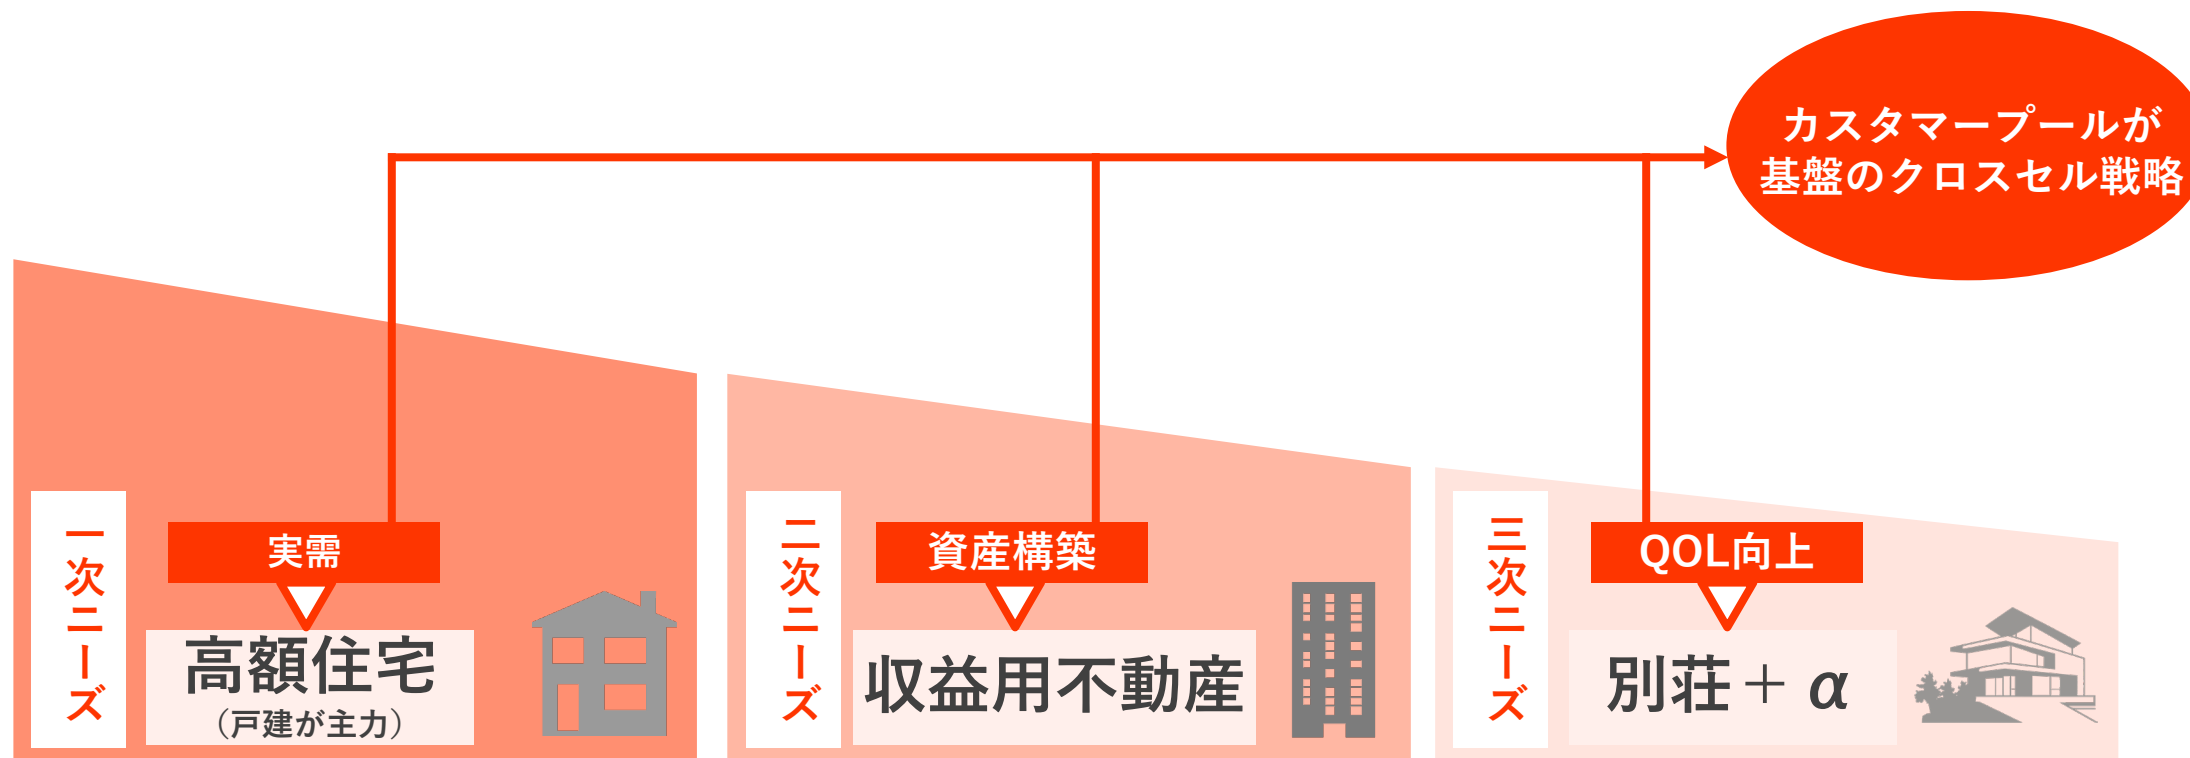 カスタマープールが
基盤のクロスセル戦略
一次ニーズ
実需
高額住宅
（戸建が主力）
二次ニーズ
資産構築
収益用不動産
三次ニーズ
QOL向上
別荘＋α